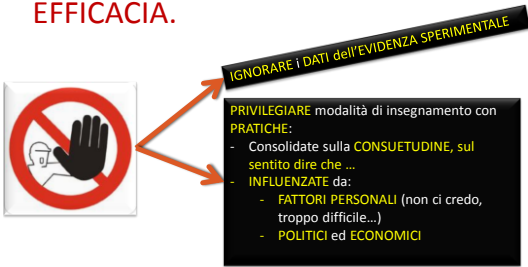 EFFICACIA.
IGNORARE i DATI dell'EVIDENZA SPERIMENTALE
PRIVILEGIARE modalità di insegnamento con
PRATICHE:
- Consolidate sulla CONSUETUDINE, sul
sentito dire che …
- INFLUENZATE da:
- FATTORI PERSONALI (non ci credo,
troppo difficile…)
- POLITICI ed ECONOMICI